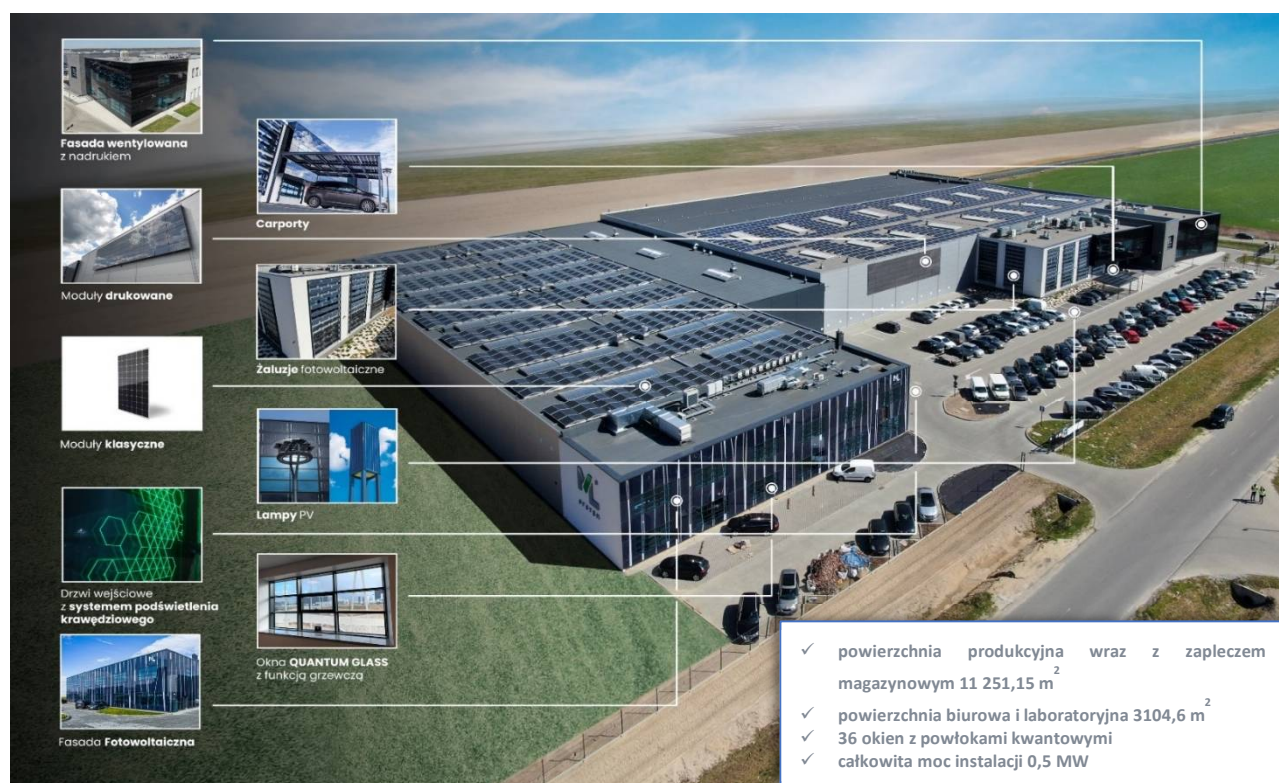 Fasada wentylowana
z nadrukiem
Carporty
Moduły drukowane
Żaluzje fotowoltaiczne
Moduły klasyczne
Lampy PV
Drzwi wejściowe
z systemem podświetlenia
krawędziowego
Okna QUANTUM GLASS
z funkcją grzewczą
Fasada Fotowoltaiczna
ML
SYSTEM
✓ powierzchnia produkcyjna wraz z zapleczem
magazynowym 11 251,15 m²
✓ powierzchnia biurowa i laboratoryjna 3104,6 m²
✓ 36 okien z powłokami kwantowymi
✓ całkowita moc instalacji 0,5 MW